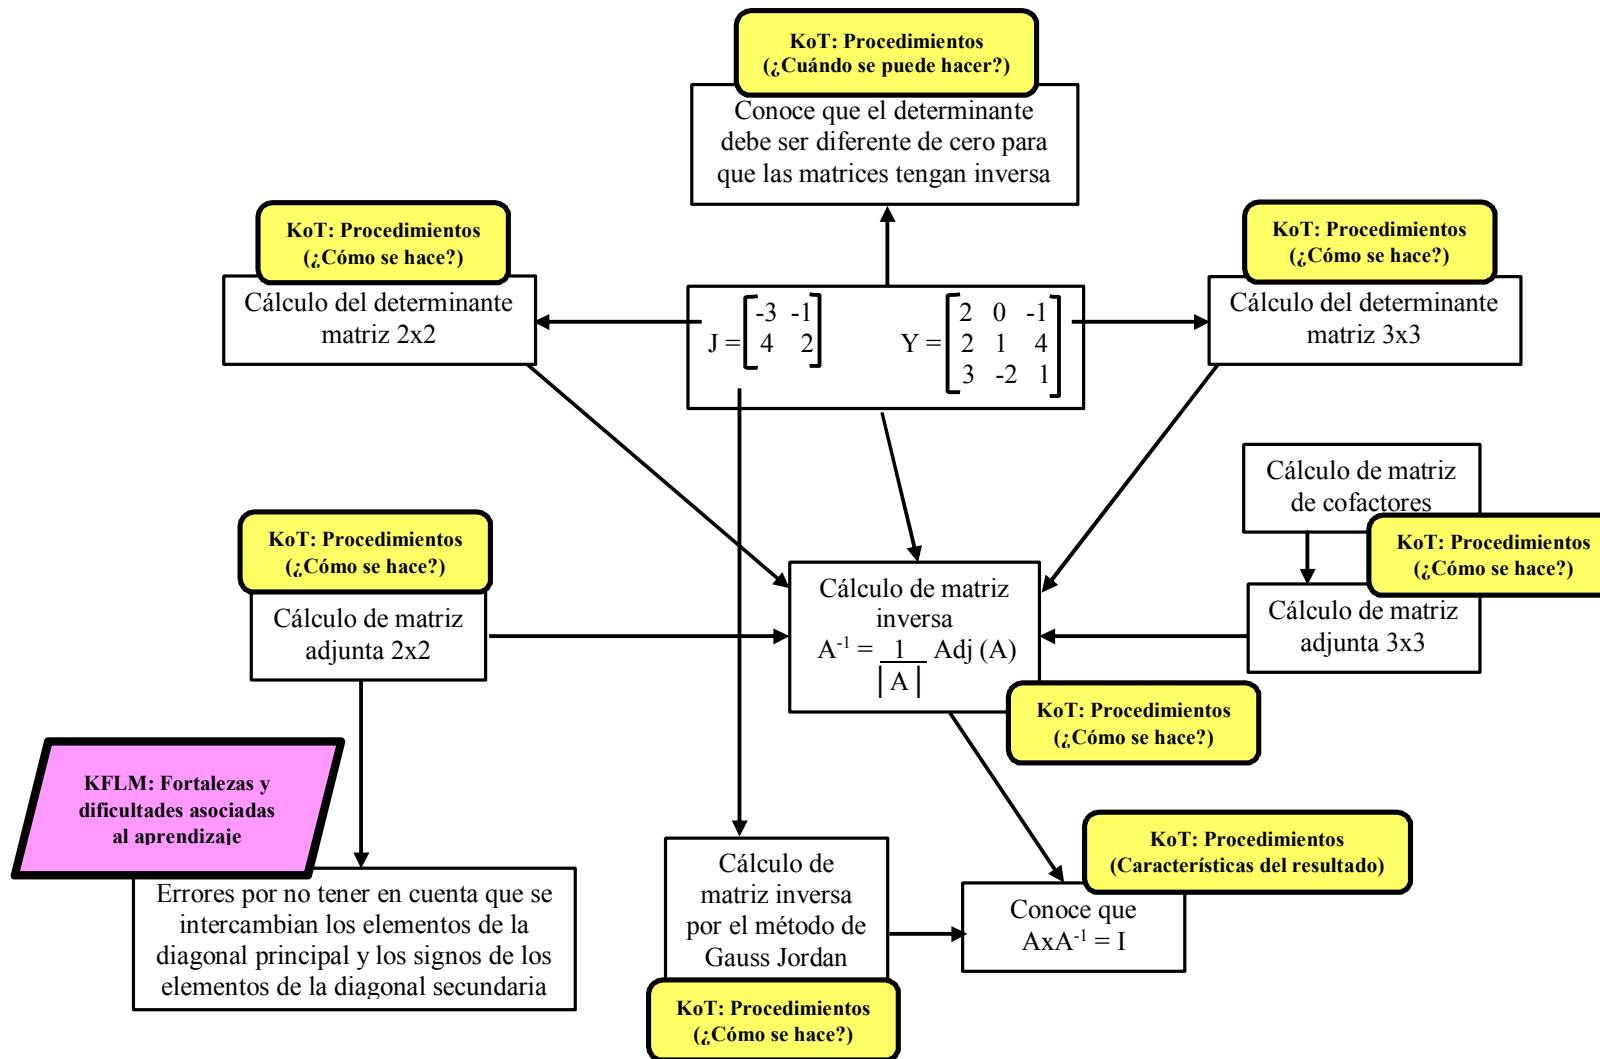 KoT: Procedimientos
(¿Cuándo se puede hacer?)
Conoce que el determinante
debe ser diferente de cero para
que las matrices tengan inversa
KoT: Procedimientos
(¿Cómo se hace?)
Cálculo del determinante
matriz 2x2
J = [-3 -1
4 2]
Y = [2 0 -1
2 1 4
3 -2 1]
KoT: Procedimientos
(¿Cómo se hace?)
Cálculo del determinante
matriz 3x3
Cálculo de matriz
de cofactores
KoT: Procedimientos
(¿Cómo se hace?)
Cálculo de matriz
adjunta 3x3
KoT: Procedimientos
(¿Cómo se hace?)
Cálculo de matriz
adjunta 2x2
Cálculo de matriz
inversa
A⁻¹ = 1 Adj (A)
| A |
KoT: Procedimientos
(¿Cómo se hace?)
KFLM: Fortalezas y
dificultades asociadas
al aprendizaje
Errores por no tener en cuenta que se
intercambian los elementos de la
diagonal principal y los signos de los
elementos de la diagonal secundaria
Cálculo de
matriz inversa
por el método de
Gauss Jordan
KoT: Procedimientos
(¿Cómo se hace?)
KoT: Procedimientos
(Características del resultado)
Conoce que
AxA⁻¹ = I